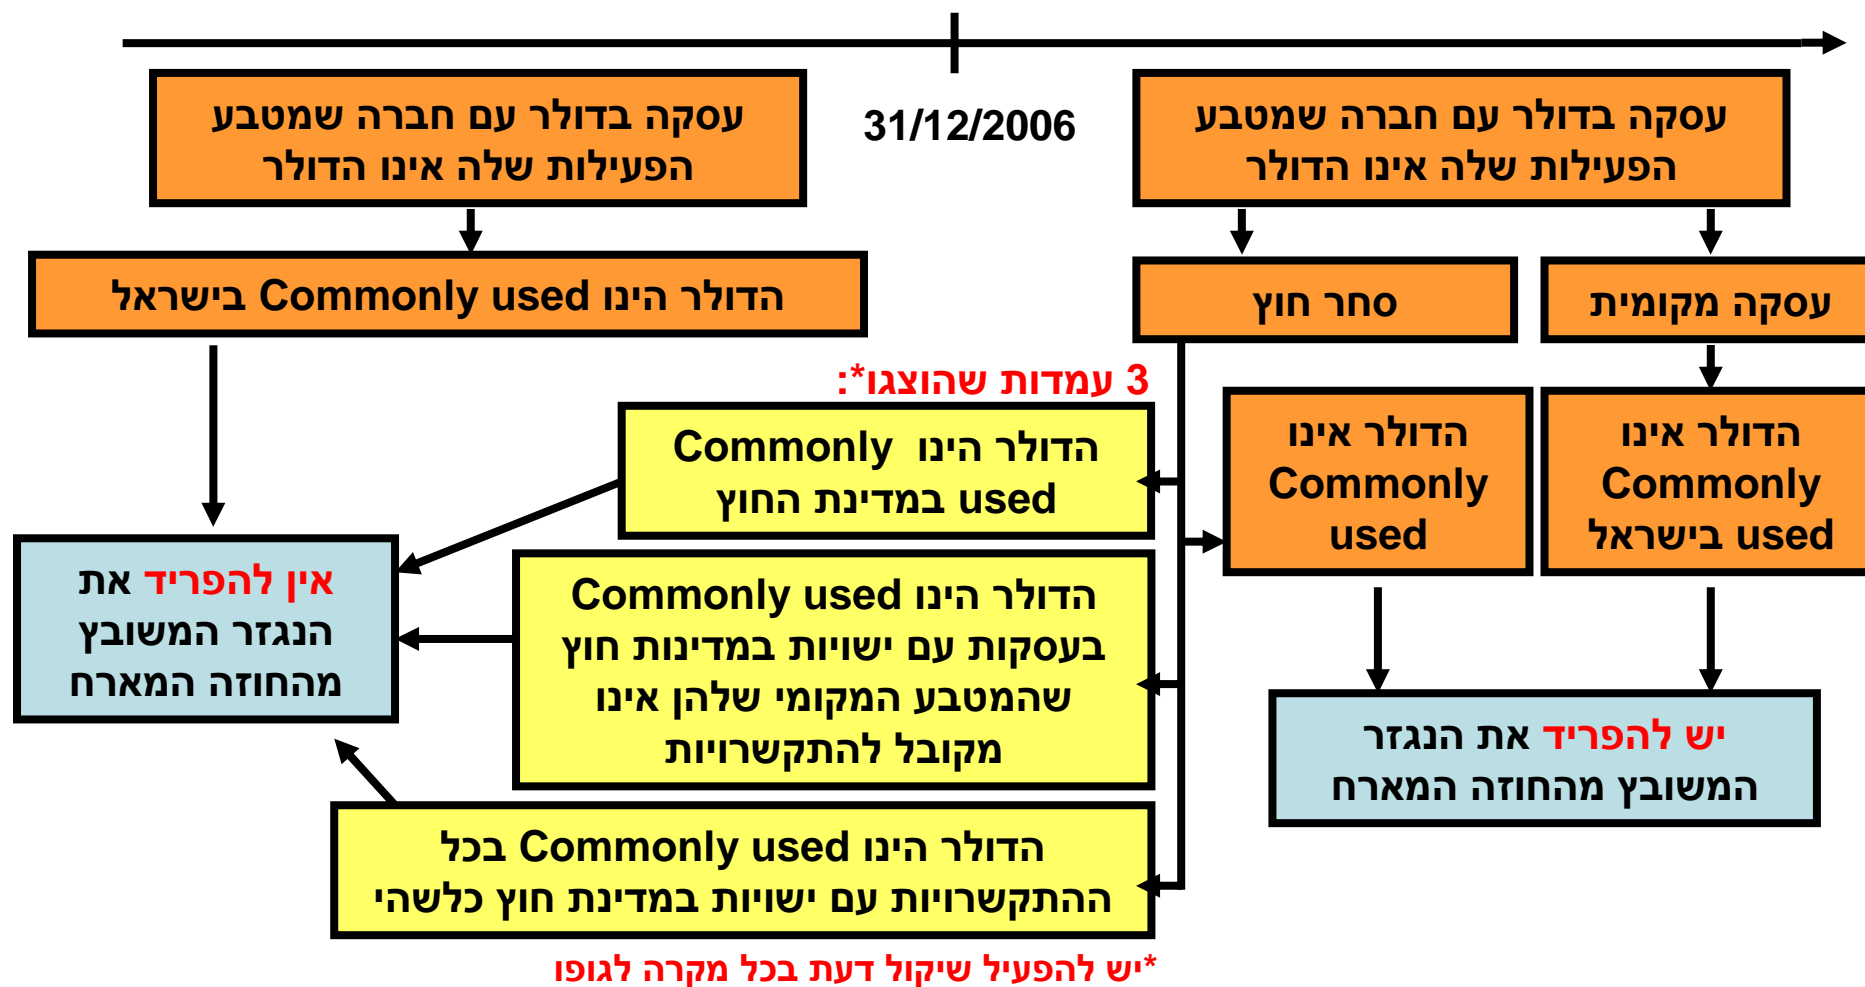 עסקה בדולר עם חברה שמטבע
הפעילות שלה אינו הדולר
31/12/2006
עסקה בדולר עם חברה שמטבע
הפעילות שלה אינו הדולר
הדולר הינו Commonly used בישראל
סחר חוץ
עסקה מקומית
3 עמדות שהוצגו*:
הדולר הינו Commonly
used במדינת החוץ
הדולר אינו
Commonly
used
הדולר אינו
Commonly
used בישראל
אין להפריד את
הנגזר המשובץ
מהחוזה המארח
הדולר הינו Commonly used
בעסקות עם ישויות במדינות חוץ
שהמטבע המקומי שלהן אינו
מקובל להתקשרויות
יש להפריד את הנגזר
המשובץ מהחוזה המארח
הדולר הינו Commonly used בכל
ההתקשרויות עם ישויות במדינת חוץ כלשהי
*יש להפעיל שיקול דעת בכל מקרה לגופו